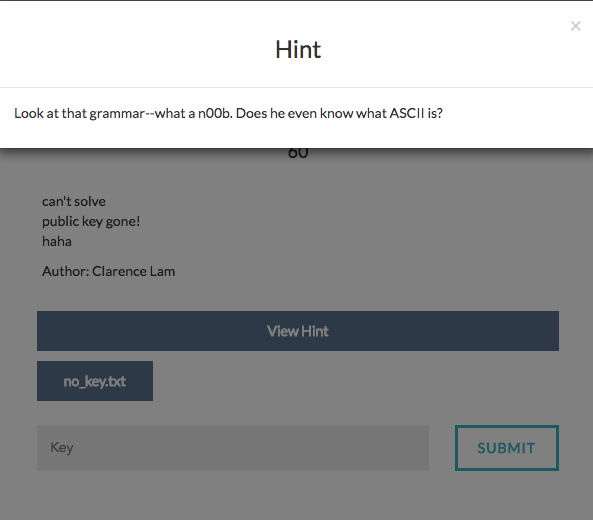 ×
Hint
Look at that grammar--what a n00b. Does he even know what ASCII is?
60
can't solve
public key gone!
haha
Author: Clarence Lam
View Hint
no_key.txt
Key
SUBMIT